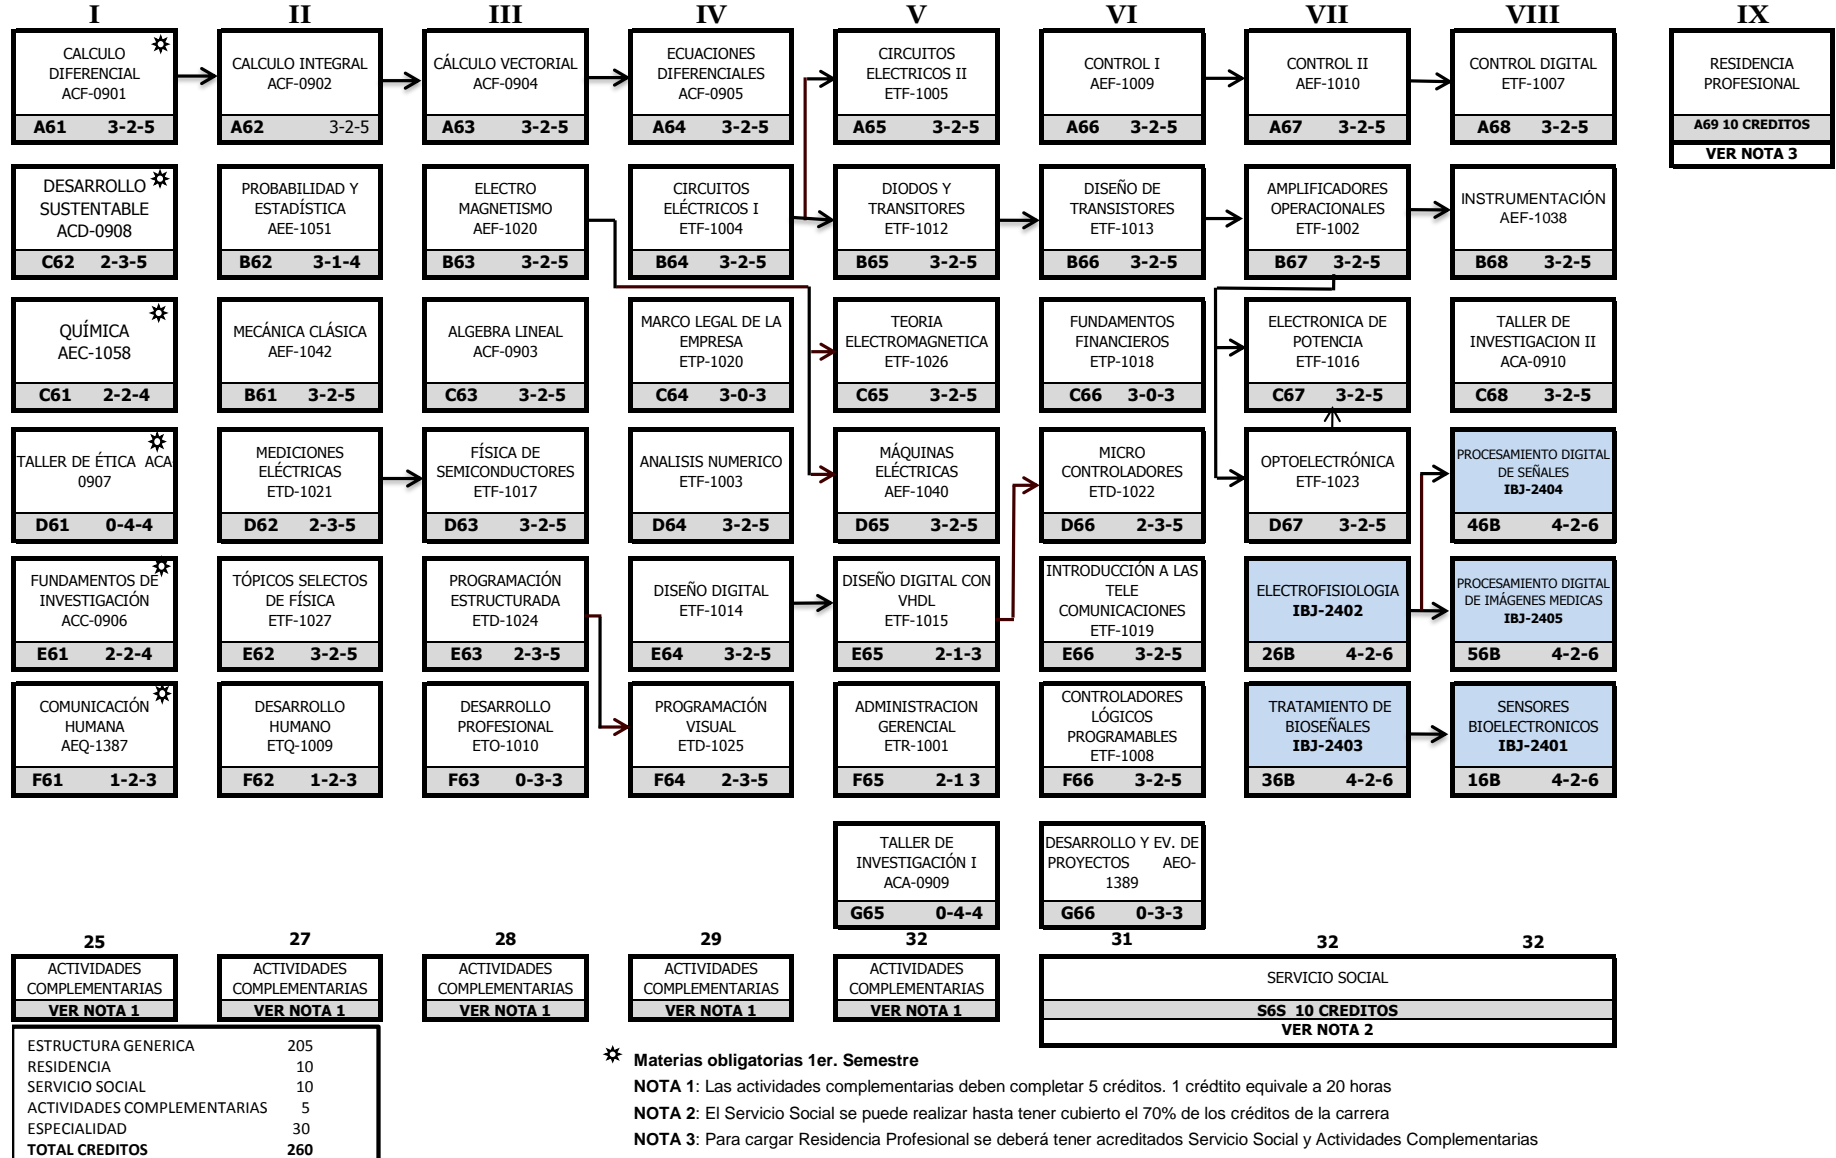 I II III IV V VI VII VIII IX
CALCULO
DIFERENCIAL
ACF-0901
A61 3-2-5
CALCULO INTEGRAL
ACF-0902
A62 3-2-5
CÁLCULO VECTORIAL
ACF-0904
A63 3-2-5
ECUACIONES
DIFERENCIALES
ACF-0905
A64 3-2-5
CIRCUITOS
ELECTRICOS II
ETF-1005
A65 3-2-5
CONTROL I
AEF-1009
A66 3-2-5
CONTROL II
AEF-1010
A67 3-2-5
CONTROL DIGITAL
ETF-1007
A68 3-2-5
RESIDENCIA
PROFESIONAL
A69 10 CREDITOS
VER NOTA 3
DESARROLLO
SUSTENTABLE
ACD-0908
C62 2-3-5
PROBABILIDAD Y
ESTADÍSTICA
AEE-1051
B62 3-1-4
ELECTRO
MAGNETISMO
AEF-1020
B63 3-2-5
CIRCUITOS
ELÉCTRICOS I
ETF-1004
B64 3-2-5
DIODOS Y
TRANSITORES
ETF-1012
B65 3-2-5
DISEÑO DE
TRANSISTORES
ETF-1013
B66 3-2-5
AMPLIFICADORES
OPERACIONALES
ETF-1002
B67 3-2-5
INSTRUMENTACIÓN
AEF-1038
B68 3-2-5
QUÍMICA
AEC-1058
C61 2-2-4
MECÁNICA CLÁSICA
AEF-1042
B61 3-2-5
ALGEBRA LINEAL
ACF-0903
C63 3-2-5
MARCO LEGAL DE LA
EMPRESA
ETP-1020
C64 3-0-3
TEORIA
ELECTROMAGNETICA
ETF-1026
C65 3-2-5
FUNDAMENTOS
FINANCIEROS
ETP-1018
C66 3-0-3
ELECTRONICA DE
POTENCIA
ETF-1016
C67 3-2-5
TALLER DE
INVESTIGACION II
ACA-0910
C68 3-2-5
TALLER DE ÉTICA ACA
0907
D61 0-4-4
MEDICIONES
ELÉCTRICAS
ETD-1021
D62 2-3-5
FÍSICA DE
SEMICONDUCTORES
ETF-1017
D63 3-2-5
ANALISIS NUMERICO
ETF-1003
D64 3-2-5
MÁQUINAS
ELÉCTRICAS
AEF-1040
D65 3-2-5
MICRO
CONTROLADORES
ETD-1022
D66 2-3-5
OPTOELECTRÓNICA
ETF-1023
D67 3-2-5
PROCESAMIENTO DIGITAL
DE SEÑALES
IBJ-2404
46B 4-2-6
FUNDAMENTOS DE
INVESTIGACIÓN
ACC-0906
E61 2-2-4
TÓPICOS SELECTOS
DE FÍSICA
ETF-1027
E62 3-2-5
PROGRAMACIÓN
ESTRUCTURADA
ETD-1024
E63 2-3-5
DISEÑO DIGITAL
ETF-1014
E64 3-2-5
DISEÑO DIGITAL CON
VHDL
ETF-1015
E65 2-1-3
INTRODUCCIÓN A LAS
TELE
COMUNICACIONES
ETF-1019
E66 3-2-5
ELECTROFISIOLOGIA
IBJ-2402
26B 4-2-6
PROCESAMIENTO DIGITAL
DE IMÁGENES MEDICAS
IBJ-2405
56B 4-2-6
COMUNICACIÓN
HUMANA
AEQ-1387
F61 1-2-3
DESARROLLO
HUMANO
ETQ-1009
F62 1-2-3
DESARROLLO
PROFESIONAL
ETO-1010
F63 0-3-3
PROGRAMACIÓN
VISUAL
ETD-1025
F64 2-3-5
ADMINISTRACION
GERENCIAL
ETR-1001
F65 2-1 3
CONTROLADORES
LÓGICOS
PROGRAMABLES
ETF-1008
F66 3-2-5
TRATAMIENTO DE
BIOSEÑALES
IBJ-2403
36B 4-2-6
SENSORES
BIOELECTRONICOS
IBJ-2401
16B 4-2-6
TALLER DE
INVESTIGACIÓN I
ACA-0909
G65 0-4-4
DESARROLLO Y EV. DE
PROYECTOS AEO-
1389
G66 0-3-3
25 27 28 29 32 31 32 32
ACTIVIDADES
COMPLEMENTARIAS
VER NOTA 1
ACTIVIDADES
COMPLEMENTARIAS
VER NOTA 1
ACTIVIDADES
COMPLEMENTARIAS
VER NOTA 1
ACTIVIDADES
COMPLEMENTARIAS
VER NOTA 1
ACTIVIDADES
COMPLEMENTARIAS
VER NOTA 1
SERVICIO SOCIAL
S6S 10 CREDITOS
VER NOTA 2
ESTRUCTURA GENERICA 205
RESIDENCIA 10
SERVICIO SOCIAL 10
ACTIVIDADES COMPLEMENTARIAS 5
ESPECIALIDAD 30
TOTAL CREDITOS 260
Materias obligatorias 1er. Semestre
NOTA 1: Las actividades complementarias deben completar 5 créditos. 1 crédtito equivale a 20 horas
NOTA 2: El Servicio Social se puede realizar hasta tener cubierto el 70% de los créditos de la carrera
NOTA 3: Para cargar Residencia Profesional se deberá tener acreditados Servicio Social y Actividades Complementarias